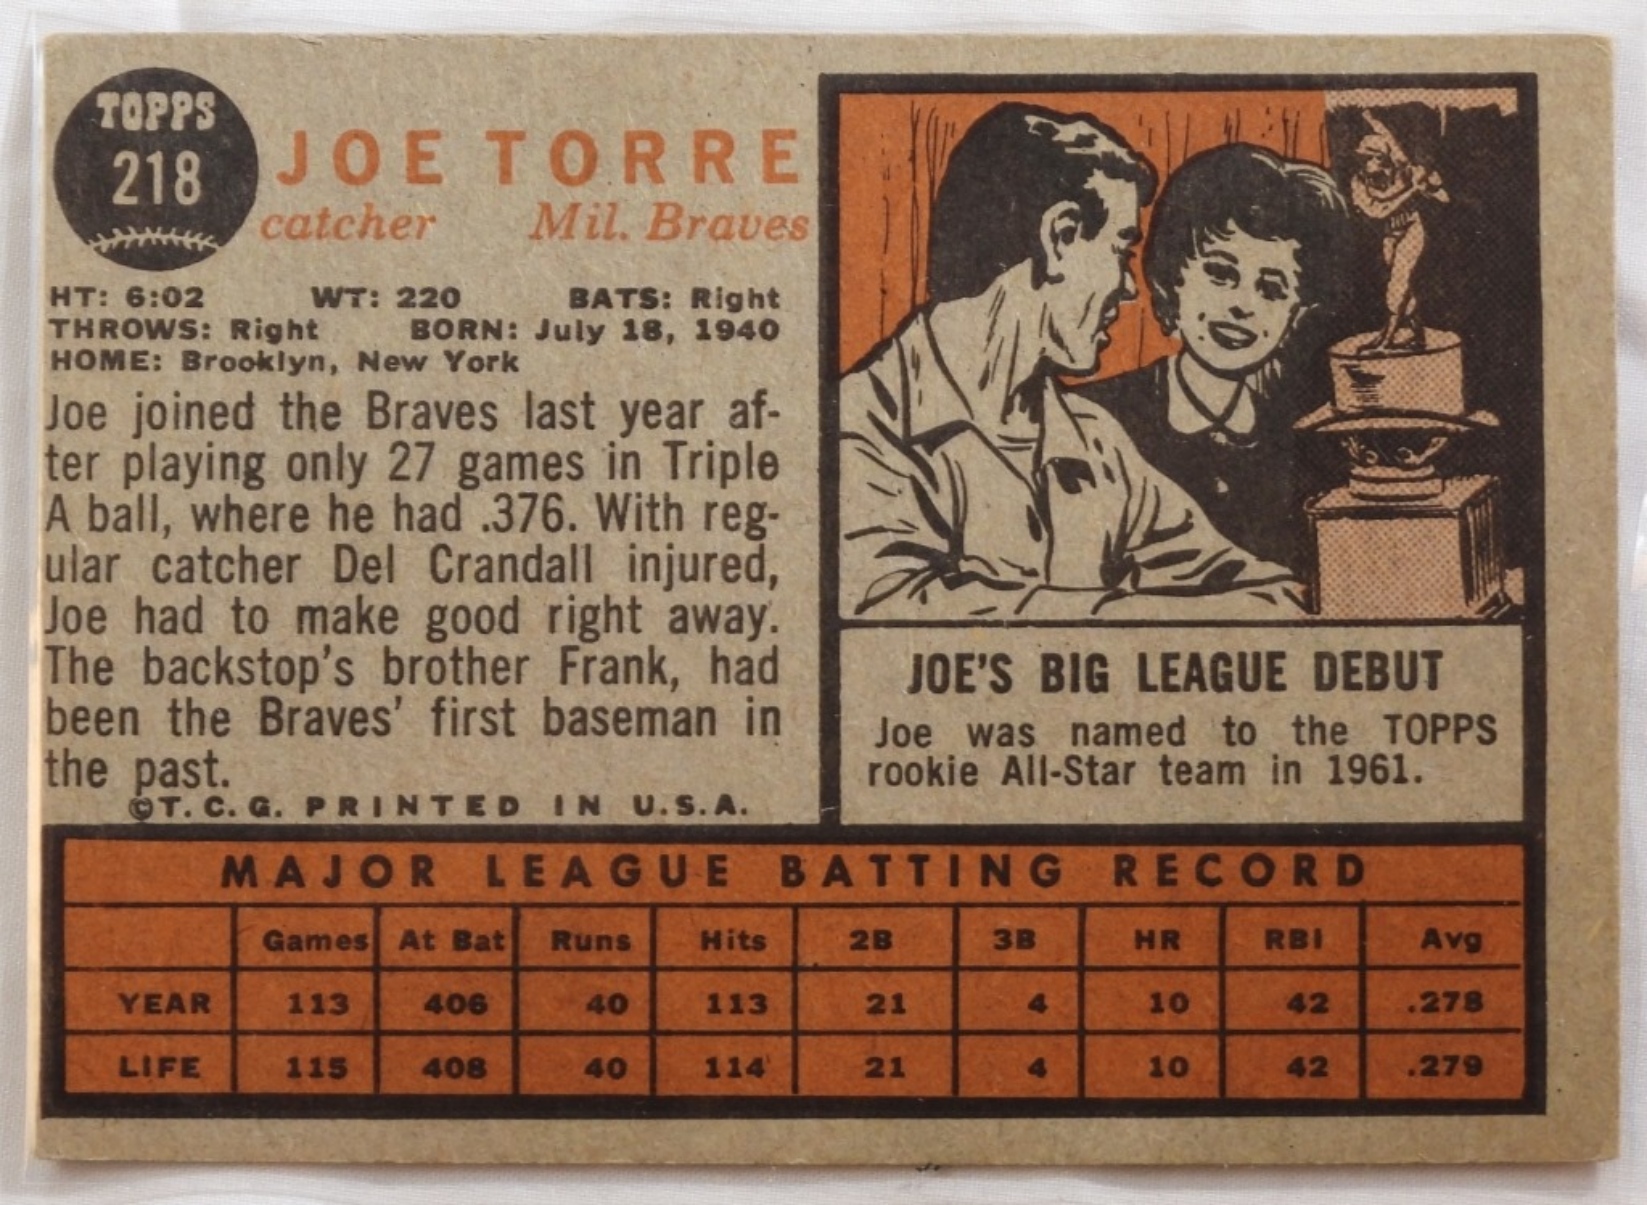 TOPPS
218
JOE TORRE
catcher Mil. Braves
HT: 6:02 WT: 220 BATS: Right
THROWS: Right BORN: July 18, 1940
HOME: Brooklyn, New York
Joe joined the Braves last year af-
ter playing only 27 games in Triple
A ball, where he had .376. With reg-
ular catcher Del Crandall injured,
Joe had to make good right away.
The backstop's brother Frank, had
been the Braves' first baseman in
the past.
©T.C.G. PRINTED IN U.S.A.
JOE'S BIG LEAGUE DEBUT
Joe was named to the TOPPS
rookie All-Star team in 1961.
MAJOR LEAGUE BATTING RECORD
Games At Bat Runs Hits 2B 3B HR RBI Avg
YEAR 113 406 40 113 21 4 10 42 .278
LIFE 115 408 40 114 21 4 10 42 .279